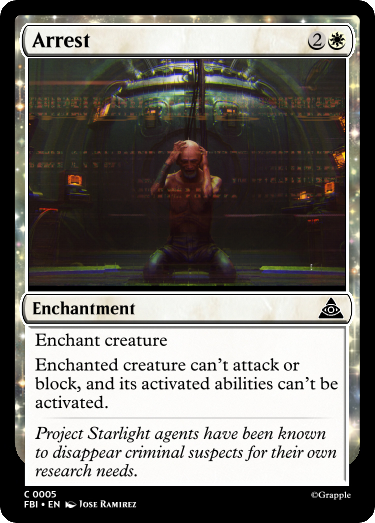 Arrest
2
Enchantment
Enchant creature
Enchanted creature can't attack or
block, and its activated abilities can't be
activated.
Project Starlight agents have been known
to disappear criminal suspects for their own
research needs.
C 0005
FBI • EN Jose Ramirez
©Grapple